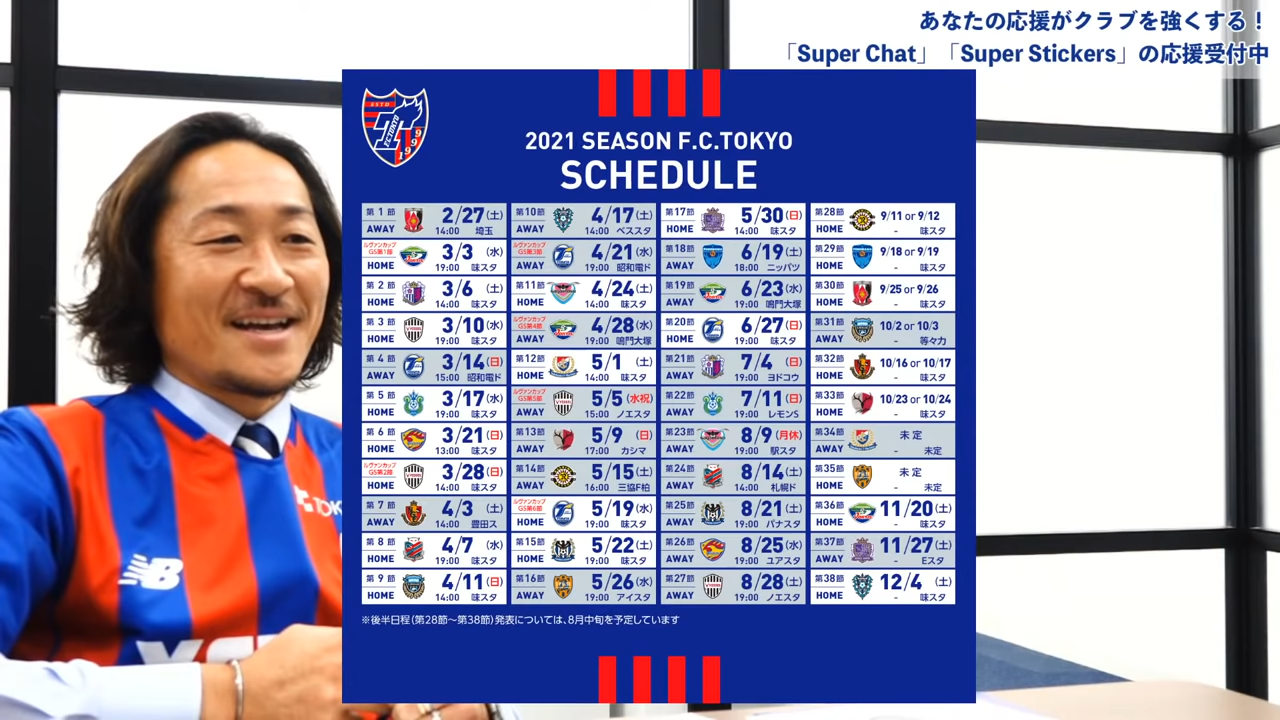 あなたの応援がクラブを強くする！
「Super Chat」「Super Stickers」の応援受付中
2021 SEASON F.C.TOKYO
SCHEDULE
第1節 AWAY 2/27(土) 14:00 埼玉
ルヴァンカップ GS第1節 HOME 3/3(水) 19:00 味スタ
第2節 HOME 3/6(土) 14:00 味スタ
第3節 HOME 3/10(水) 19:00 味スタ
第4節 AWAY 3/14(日) 15:00 昭和電ド
第5節 HOME 3/17(水) 19:00 味スタ
第6節 HOME 3/21(日) 13:00 味スタ
ルヴァンカップ GS第2節 HOME 3/28(日) 14:00 味スタ
第7節 AWAY 4/3(土) 14:00 豊田ス
第8節 HOME 4/7(水) 19:00 味スタ
第9節 HOME 4/11(日) 14:00 味スタ
第10節 AWAY 4/17(土) 14:00 ベススタ
ルヴァンカップ GS第3節 AWAY 4/21(水) 19:00 昭和電ド
第11節 HOME 4/24(土) 14:00 味スタ
ルヴァンカップ GS第4節 AWAY 4/28(水) 19:00 鳴門大塚
第12節 HOME 5/1(土) 14:00 味スタ
ルヴァンカップ GS第5節 AWAY 5/5(水祝) 15:00 ノエスタ
第13節 AWAY 5/9(日) 17:00 カシマ
第14節 AWAY 5/15(土) 16:00 三協F柏
ルヴァンカップ GS第6節 HOME 5/19(水) 19:00 味スタ
第15節 HOME 5/22(土) 19:00 味スタ
第16節 AWAY 5/26(水) 19:00 アイスタ
第17節 HOME 5/30(日) 14:00 味スタ
第18節 AWAY 6/19(土) 18:00 ニッパツ
第19節 AWAY 6/23(水) 19:00 鳴門大塚
第20節 HOME 6/27(日) 19:00 味スタ
第21節 AWAY 7/4(日) 19:00 ヨドコウ
第22節 AWAY 7/11(日) 19:00 レモンS
第23節 AWAY 8/9(月休) 19:00 駅スタ
第24節 AWAY 8/14(土) 14:00 札幌ド
第25節 AWAY 8/21(土) 19:00 パナスタ
第26節 AWAY 8/25(水) 19:00 ユアスタ
第27節 AWAY 8/28(土) 19:00 ノエスタ
第28節 HOME 9/11 or 9/12 - 味スタ
第29節 HOME 9/18 or 9/19 - 味スタ
第30節 HOME 9/25 or 9/26 - 味スタ
第31節 AWAY 10/2 or 10/3 - 等々力
第32節 HOME 10/16 or 10/17 - 味スタ
第33節 HOME 10/23 or 10/24 - 味スタ
第34節 AWAY 未定 - 未定
第35節 HOME 未定 - 未定
第36節 HOME 11/20(土) - 味スタ
第37節 AWAY 11/27(土) - Eスタ
第38節 HOME 12/4(土) - 味スタ
※後半日程(第28節～第38節)発表については、8月中旬を予定しています
FCTOKYO
1999
NB
TOK